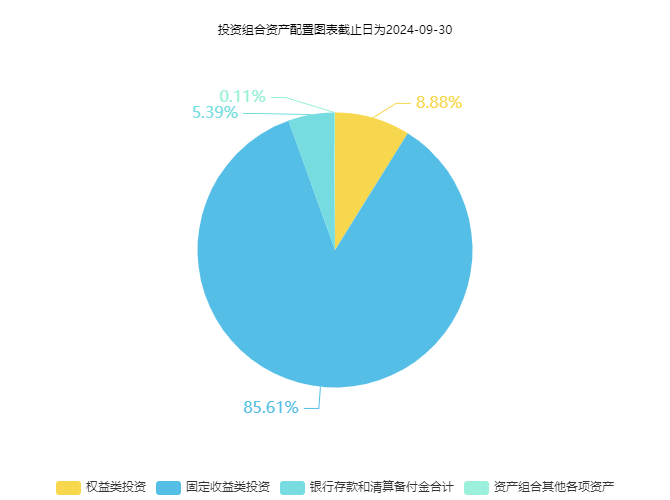 投资组合资产配置图表截止日为2024-09-30
0.11%
8.88%
5.39%
85.61%
权益类投资 固定收益类投资 银行存款和清算备付金合计 资产组合其他各项资产